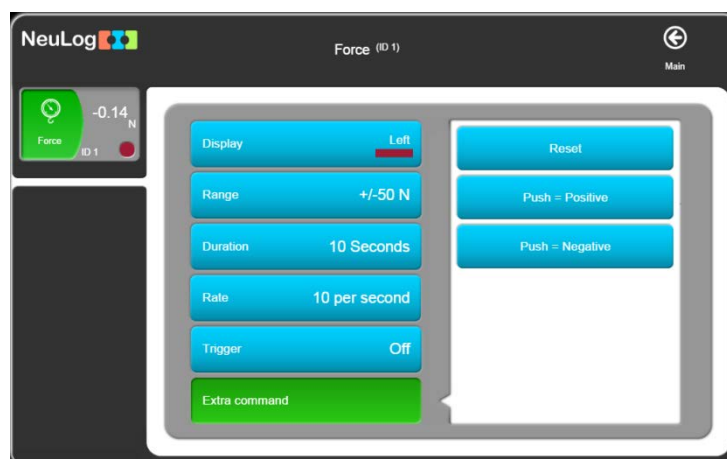 NeuLog
Force (ID 1)
Main
-0.14
N
Force
ID 1
Display
Left
Range
+/-50 N
Duration
10 Seconds
Rate
10 per second
Trigger
Off
Extra command
Reset
Push = Positive
Push = Negative